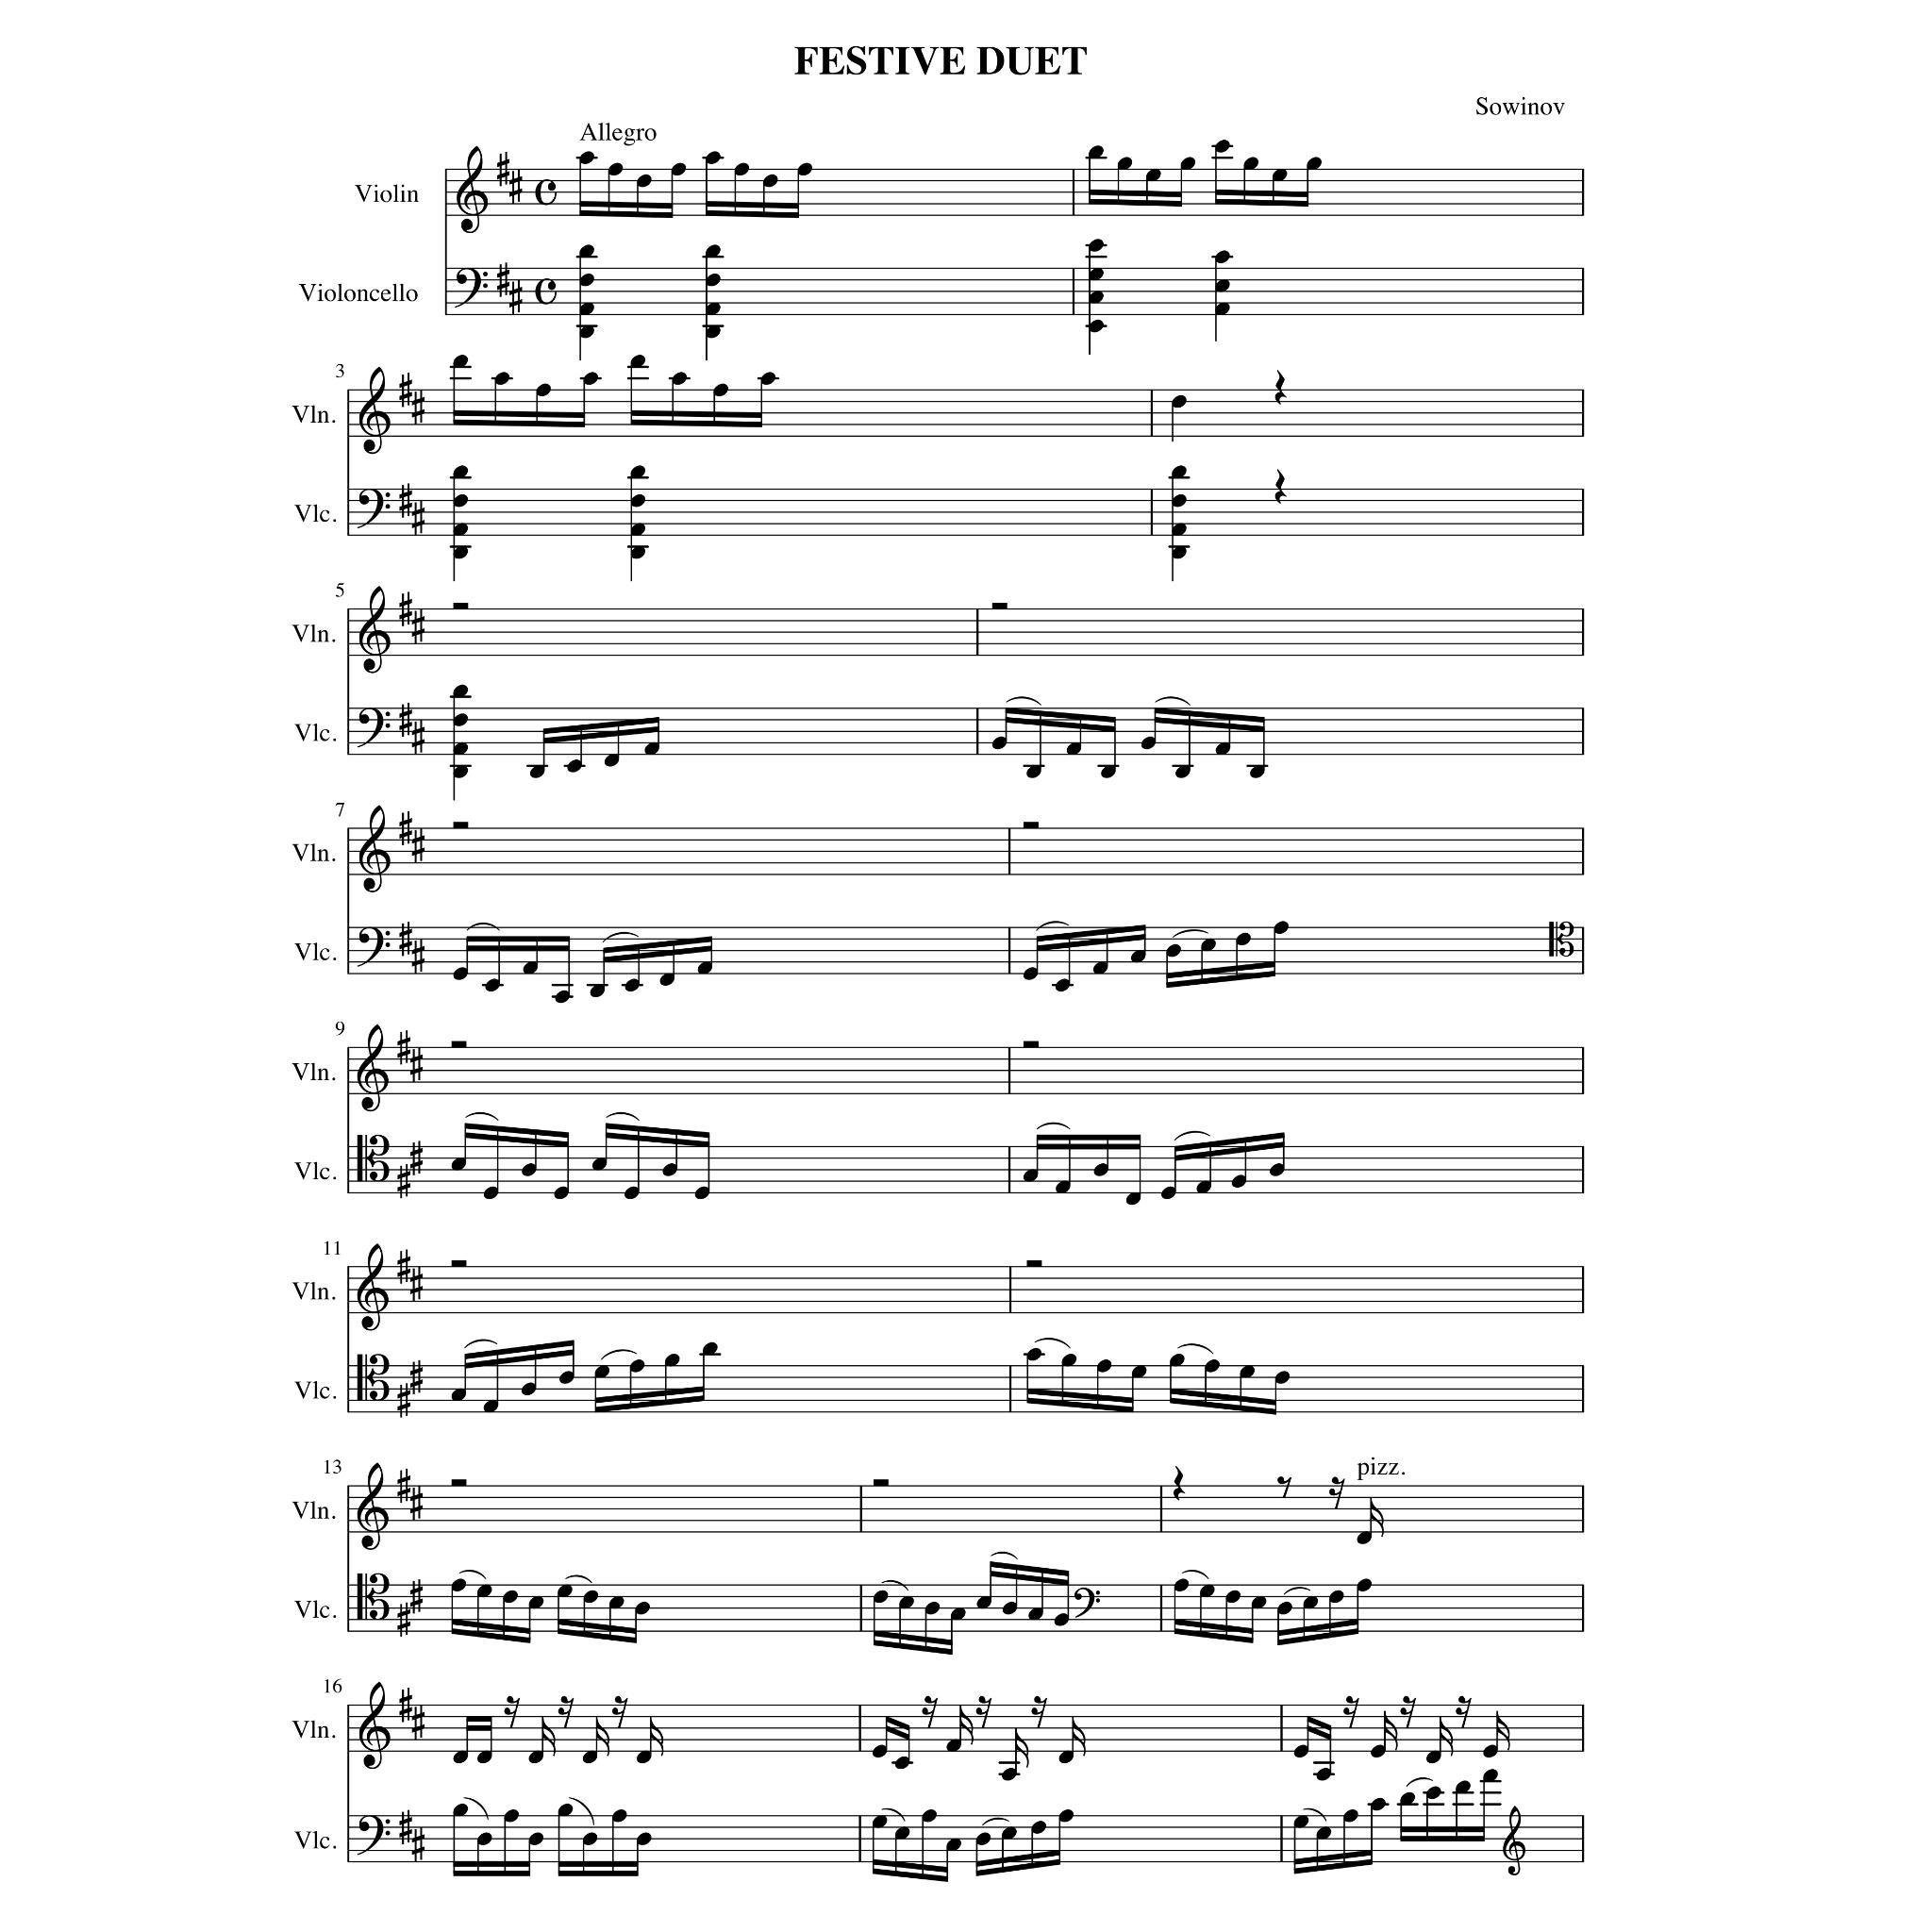 FESTIVE DUET
Sowinov
Allegro
Violin
Violoncello
3
Vln.
Vlc.
5
Vln.
Vlc.
7
Vln.
Vlc.
9
Vln.
Vlc.
11
Vln.
Vlc.
13
pizz.
Vln.
Vlc.
16
Vln.
Vlc.